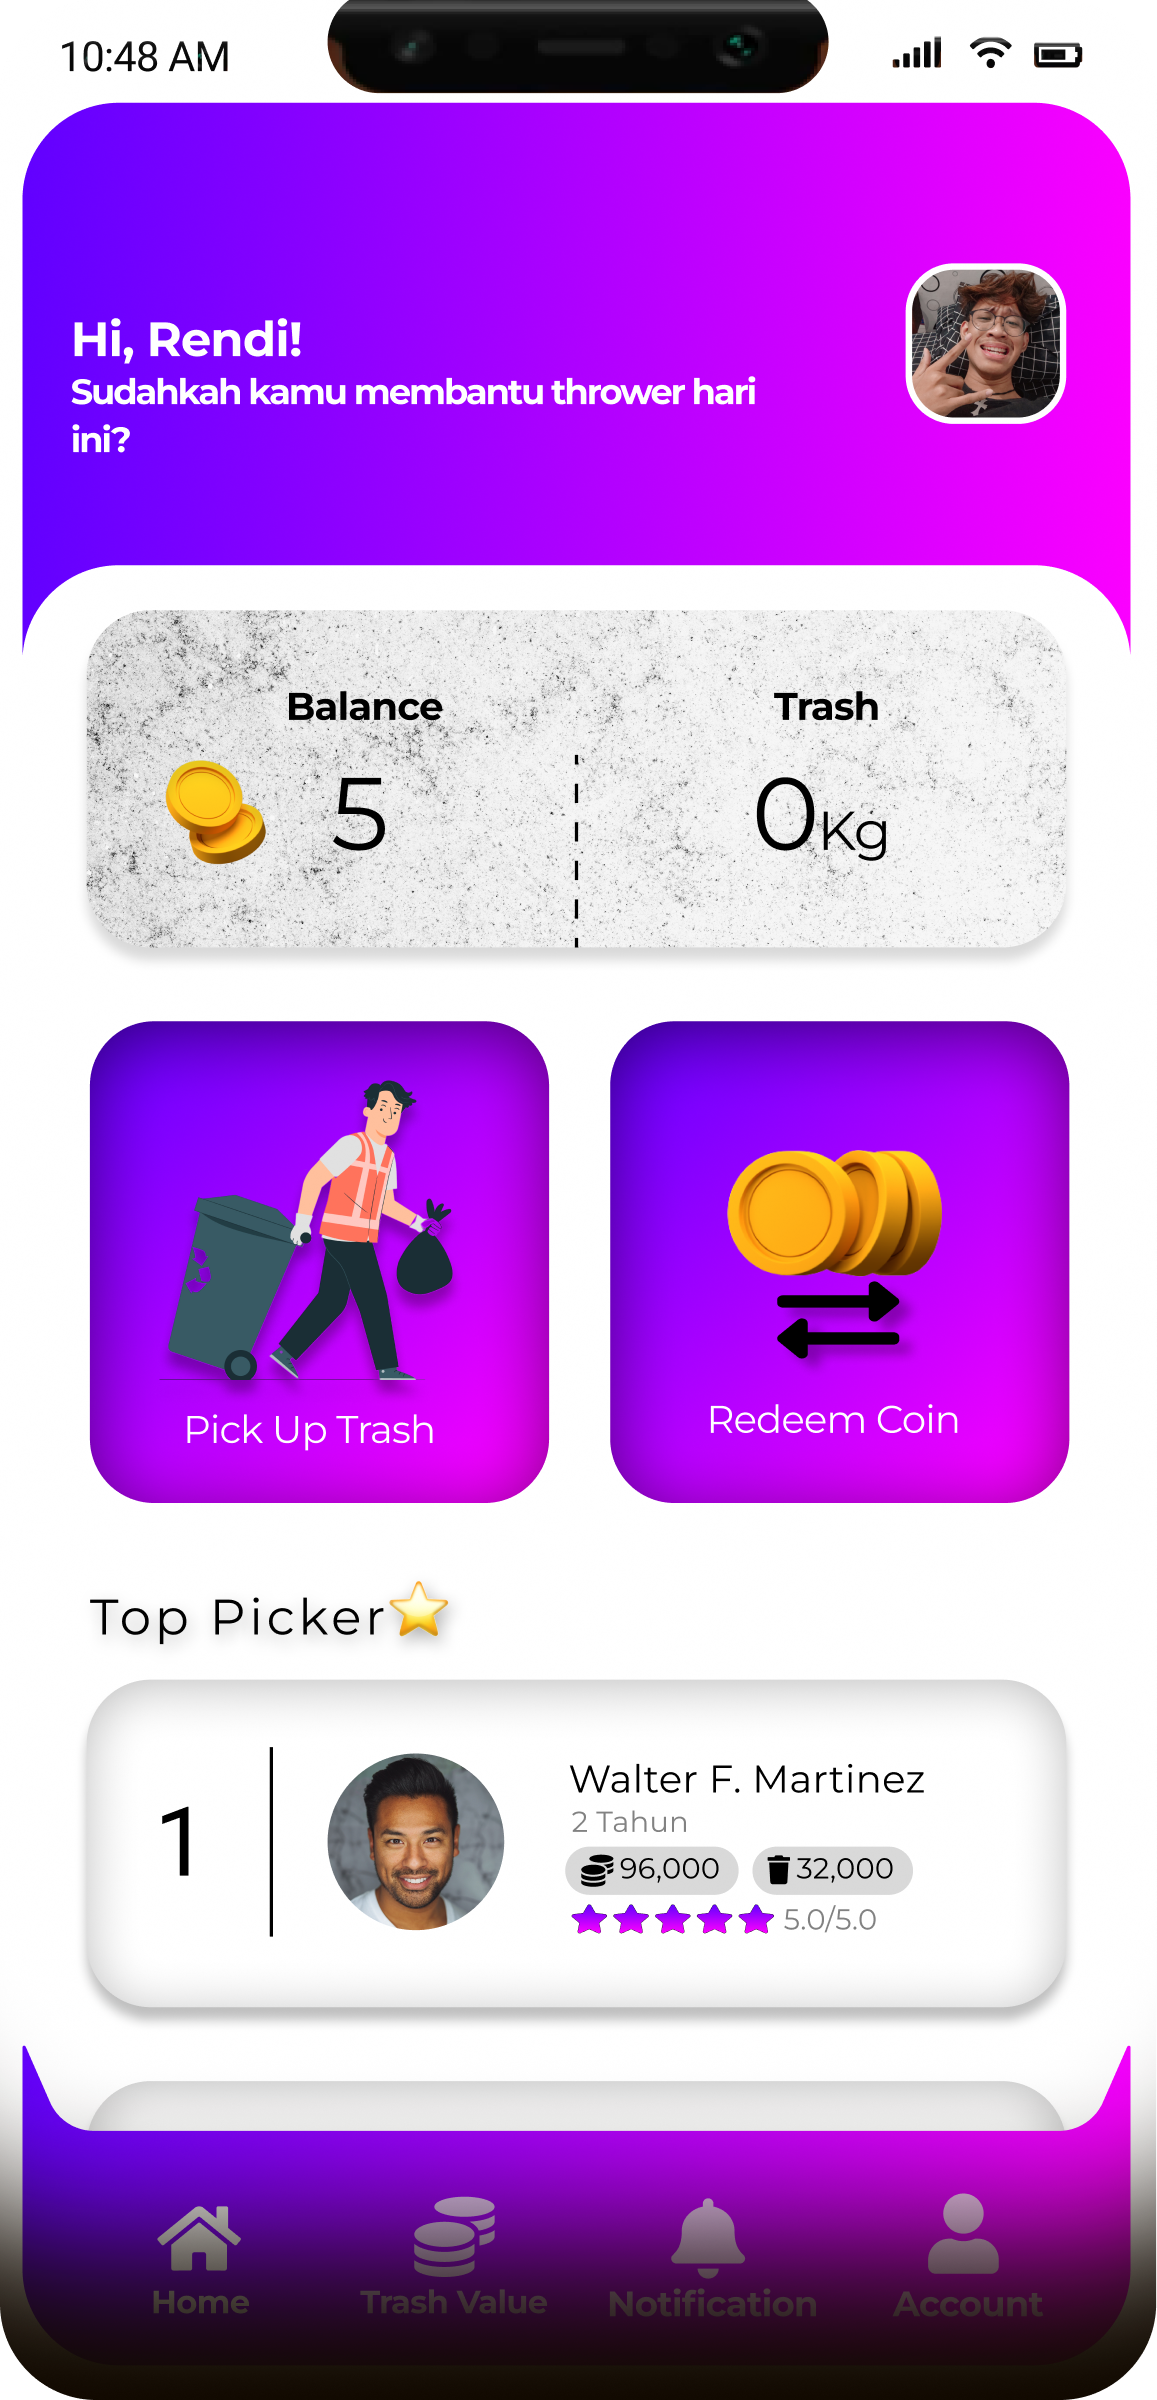 10:48 AM
Hi, Rendi!
Sudahkah kamu membantu thrower hari
ini?
Balance
Trash
5
0Kg
Pick Up Trash
Redeem Coin
Top Picker
1
Walter F. Martinez
2 Tahun
96,000
32,000
5.0/5.0
Home
Trash Value
Notification
Account